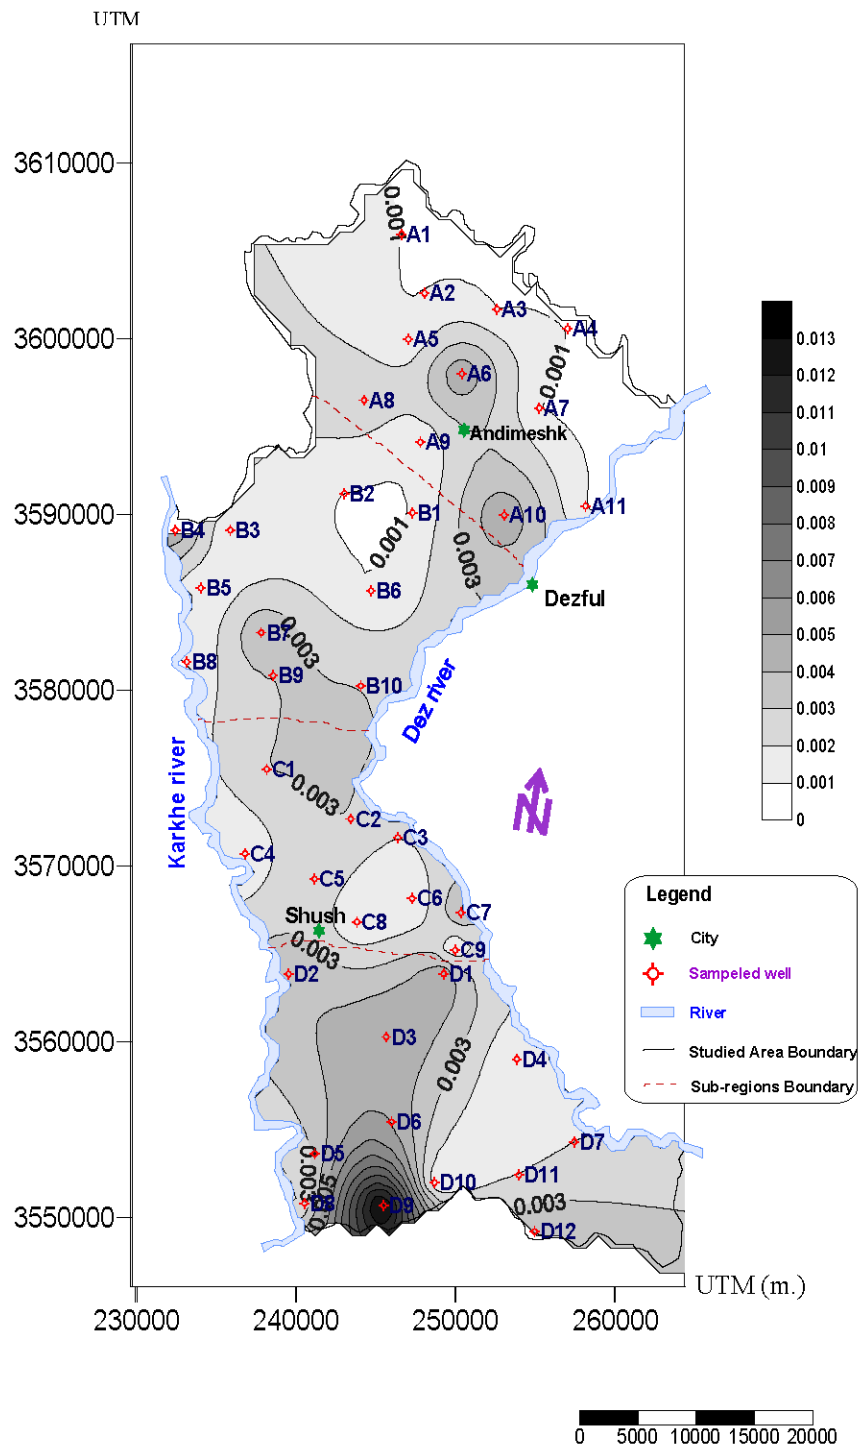 UTM
3610000
3600000
3590000
3580000
3570000
3560000
3550000
0.001
A1
A2
A3
A4
A5
A6
0.001
A7
A8
A9
Andimeshk
B2
B1
A10
A11
B4
B3
0.001
0.003
B5
B6
Dezful
B7
0.003
B8
B9
B10
Dez river
Karkhe river
C1
0.003
C2
C3
C4
C5
C6
C7
Shush
C8
0.003
C9
D2
D1
D3
0.003
D4
D6
D5
D7
0.003
0.005
D10
D11
D8
D9
0.003
D12
N
UTM (m.)
230000
240000
250000
260000
0.013
0.012
0.011
0.01
0.009
0.008
0.007
0.006
0.005
0.004
0.003
0.002
0.001
0
Legend
City
Sampeled well
River
Studied Area Boundary
Sub-regions Boundary
0 5000 10000 15000 20000